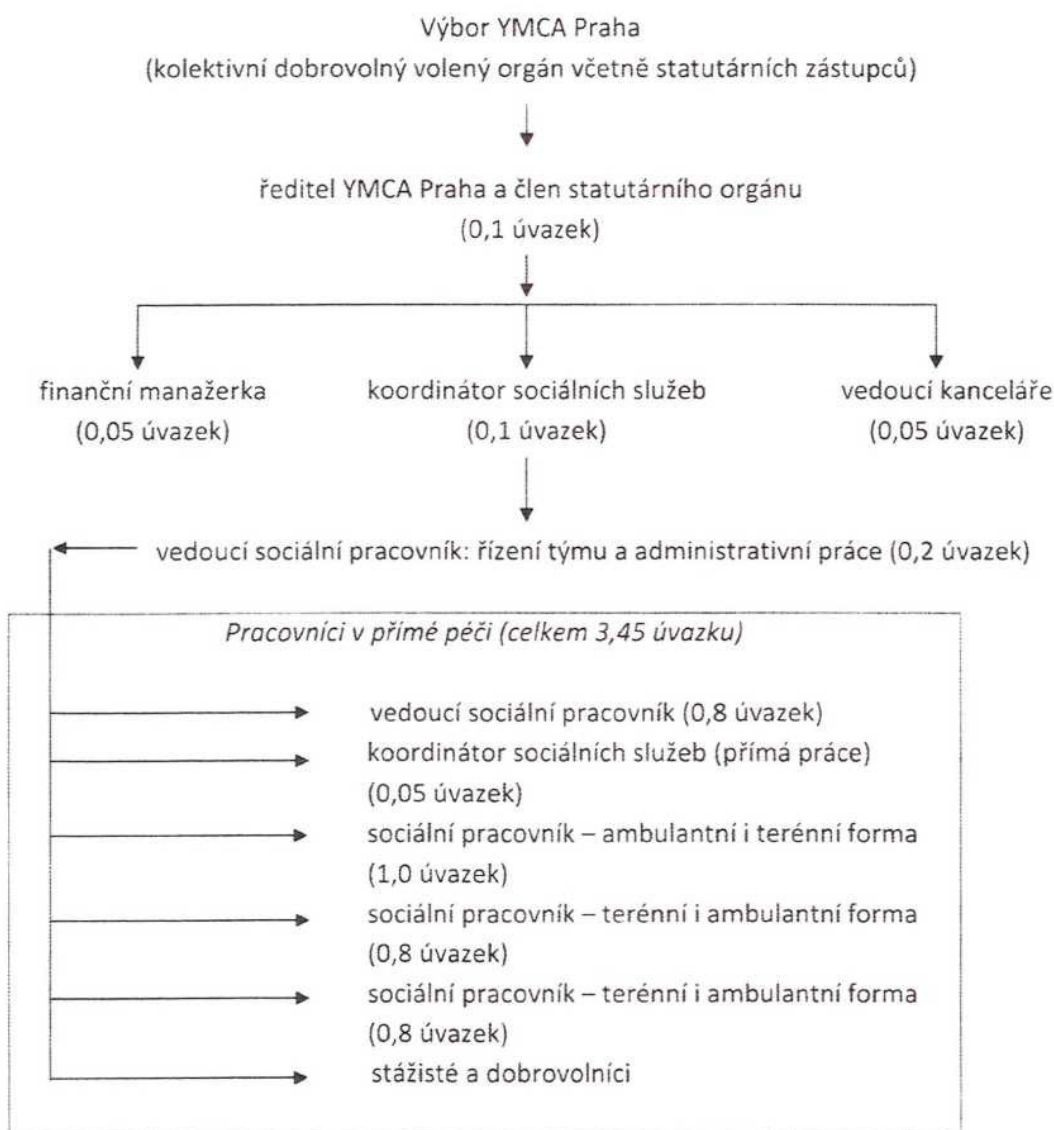 Výbor YMCA Praha
(kolektivní dobrovolný volený orgán včetně statutárních zástupců)
ředitel YMCA Praha a člen statutárního orgánu
(0,1 úvazek)
finanční manažerka
(0,05 úvazek)
koordinátor sociálních služeb
(0,1 úvazek)
vedoucí kanceláře
(0,05 úvazek)
vedoucí sociální pracovník: řízení týmu a administrativní práce (0,2 úvazek)
Pracovníci v přímé péči (celkem 3,45 úvazku)
vedoucí sociální pracovník (0,8 úvazek)
koordinátor sociálních služeb (přímá práce)
(0,05 úvazek)
sociální pracovník – ambulantní i terénní forma
(1,0 úvazek)
sociální pracovník – terénní i ambulantní forma
(0,8 úvazek)
sociální pracovník – terénní i ambulantní forma
(0,8 úvazek)
stážisté a dobrovolníci